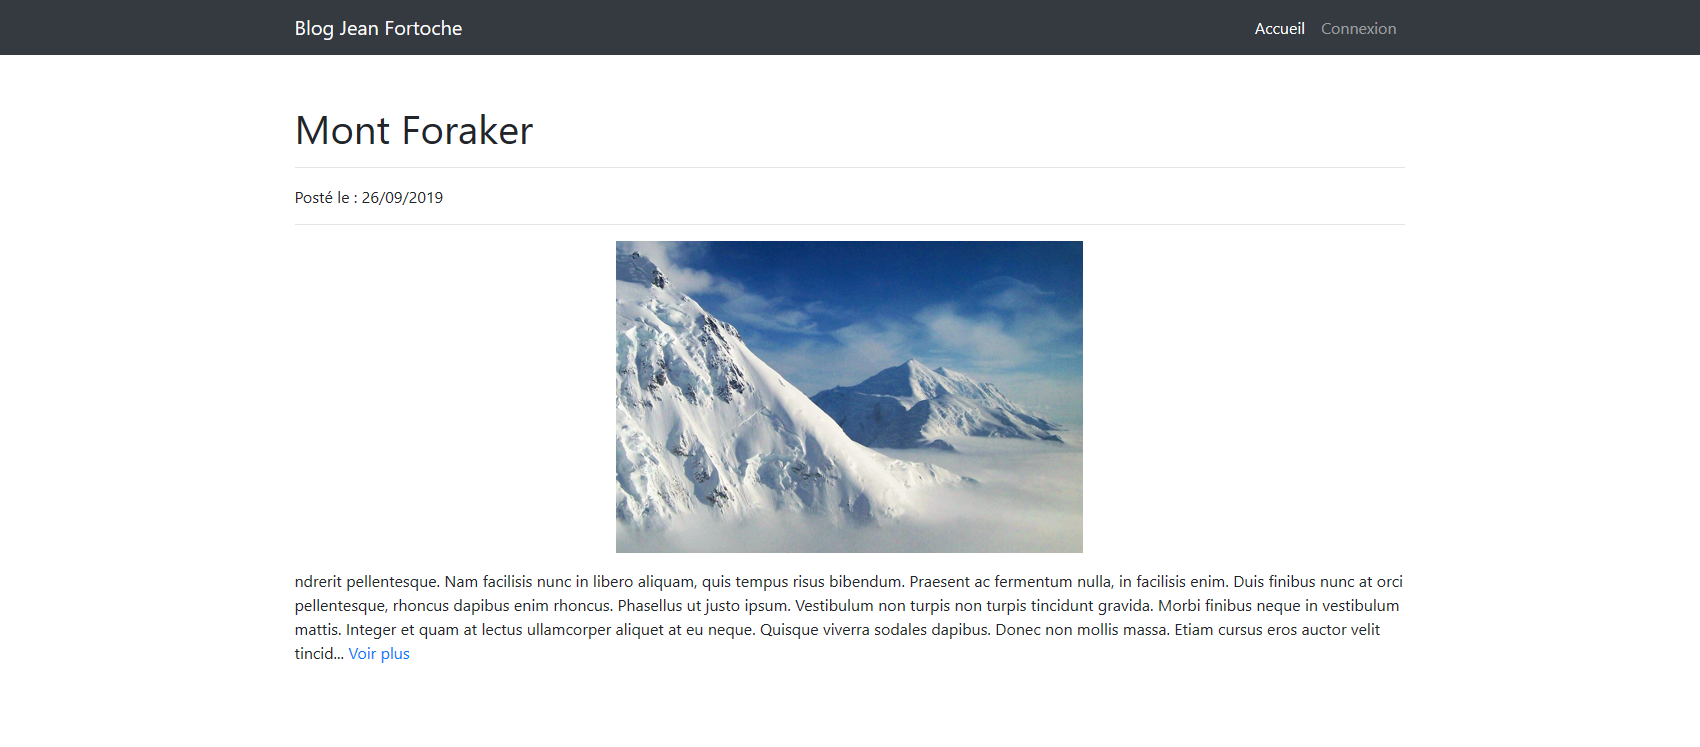 Blog Jean Fortoche
Accueil Connexion
Mont Foraker
Posté le : 26/09/2019
ndrerit pellentesque. Nam facilisis nunc in libero aliquam, quis tempus risus bibendum. Praesent ac fermentum nulla, in facilisis enim. Duis finibus nunc at orci
pellentesque, rhoncus dapibus enim rhoncus. Phasellus ut justo ipsum. Vestibulum non turpis non turpis tincidunt gravida. Morbi finibus neque in vestibulum
mattis. Integer et quam at lectus ullamcorper aliquet at eu neque. Quisque viverra sodales dapibus. Donec non mollis massa. Etiam cursus eros auctor velit
tincid... Voir plus